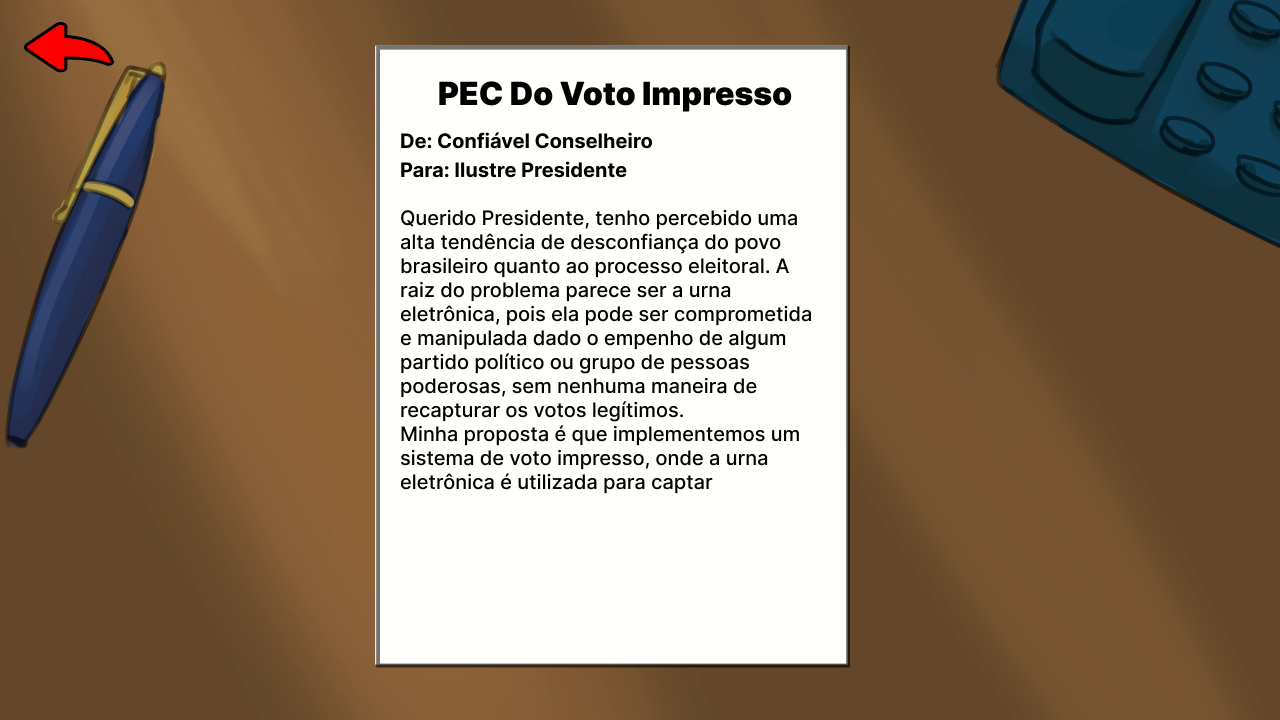 PEC Do Voto Impresso
De: Confiável Conselheiro
Para: Ilustre Presidente
Querido Presidente, tenho percebido uma
alta tendência de desconfiança do povo
brasileiro quanto ao processo eleitoral. A
raiz do problema parece ser a urna
eletrônica, pois ela pode ser comprometida
e manipulada dado o empenho de algum
partido político ou grupo de pessoas
poderosas, sem nenhuma maneira de
recapturar os votos legítimos.
Minha proposta é que implementemos um
sistema de voto impresso, onde a urna
eletrônica é utilizada para captar